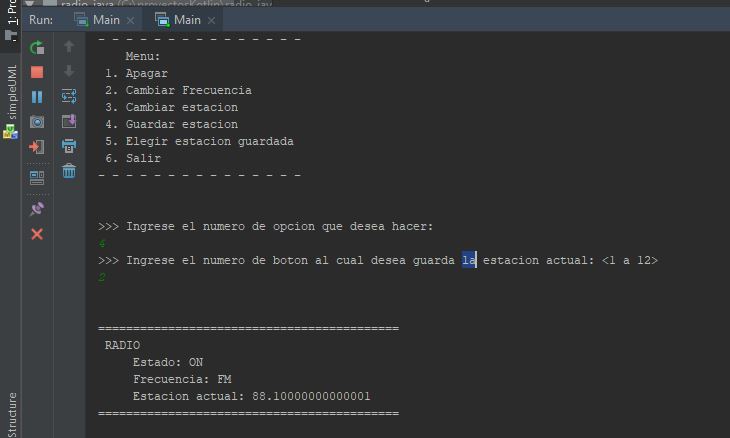 radio_java (C:\proyectosKotlin\radio_jav
Run: Main × Main ×
1: Pro
simpleUML
Structure
- - - - - - - - - - - - - - -
Menu:
1. Apagar
2. Cambiar Frecuencia
3. Cambiar estacion
4. Guardar estacion
5. Elegir estacion guardada
6. Salir
- - - - - - - - - - - - - - -
>>> Ingrese el numero de opcion que desea hacer:
4
>>> Ingrese el numero de boton al cual desea guarda la estacion actual: <1 a 12>
2
===========================================
RADIO
Estado: ON
Frecuencia: FM
Estacion actual: 88.10000000000001
===========================================